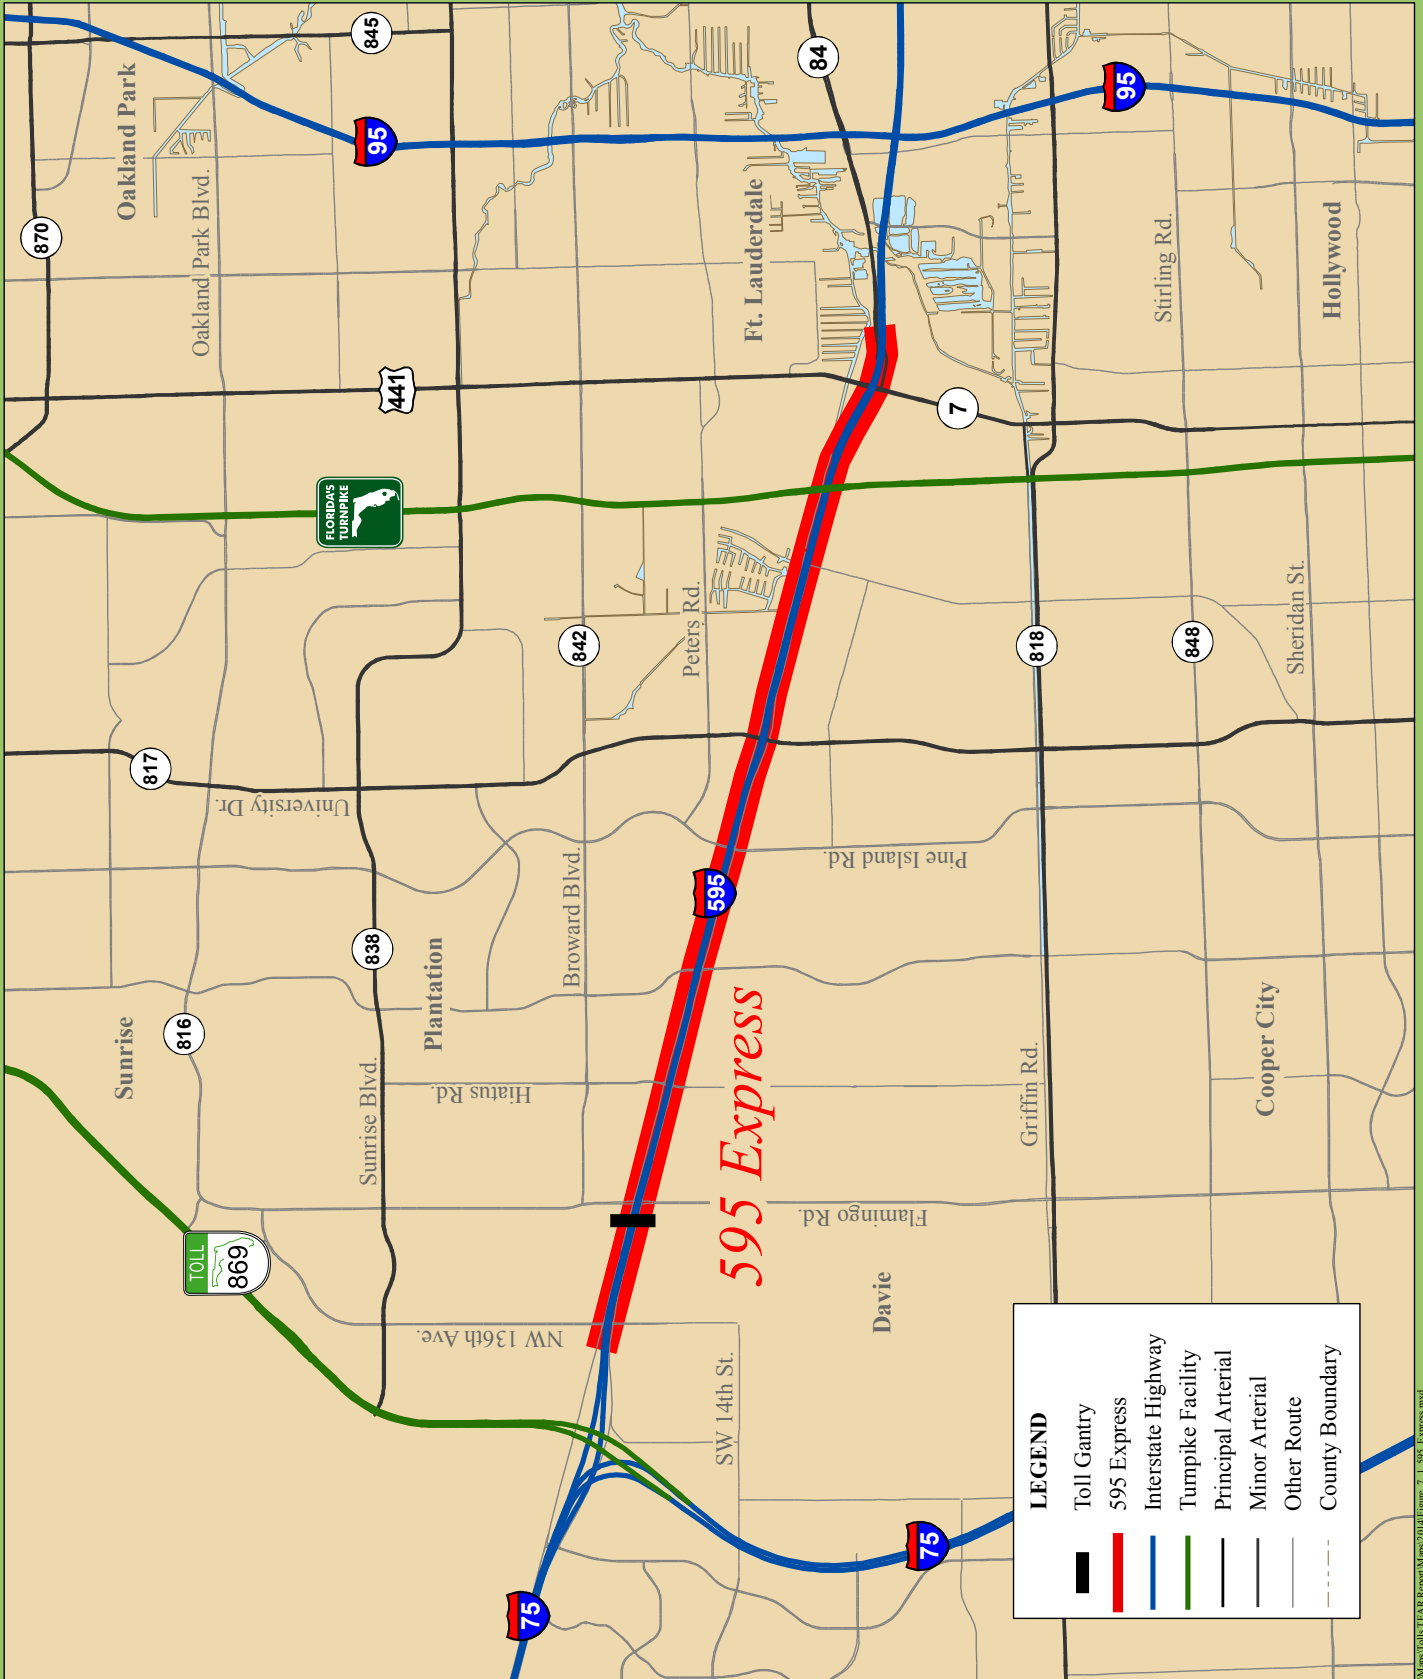 Oakland Park
845
95
870
Oakland Park Blvd.
84
95
Ft. Lauderdale
Stirling Rd.
Hollywood
441
7
FLORIDA'S
TURNPIKE
842
Peters Rd.
818
848
Sheridan St.
817
University Dr.
Pine Island Rd.
595
Broward Blvd.
838
Plantation
Sunrise
816
Sunrise Blvd.
Hiatus Rd.
595 Express
Griffin Rd.
Cooper City
Flamingo Rd.
TOLL
869
NW 136th Ave.
Davie
SW 14th St.
75
75
LEGEND
Toll Gantry
595 Express
Interstate Highway
Turnpike Facility
Principal Arterial
Minor Arterial
Other Route
County Boundary